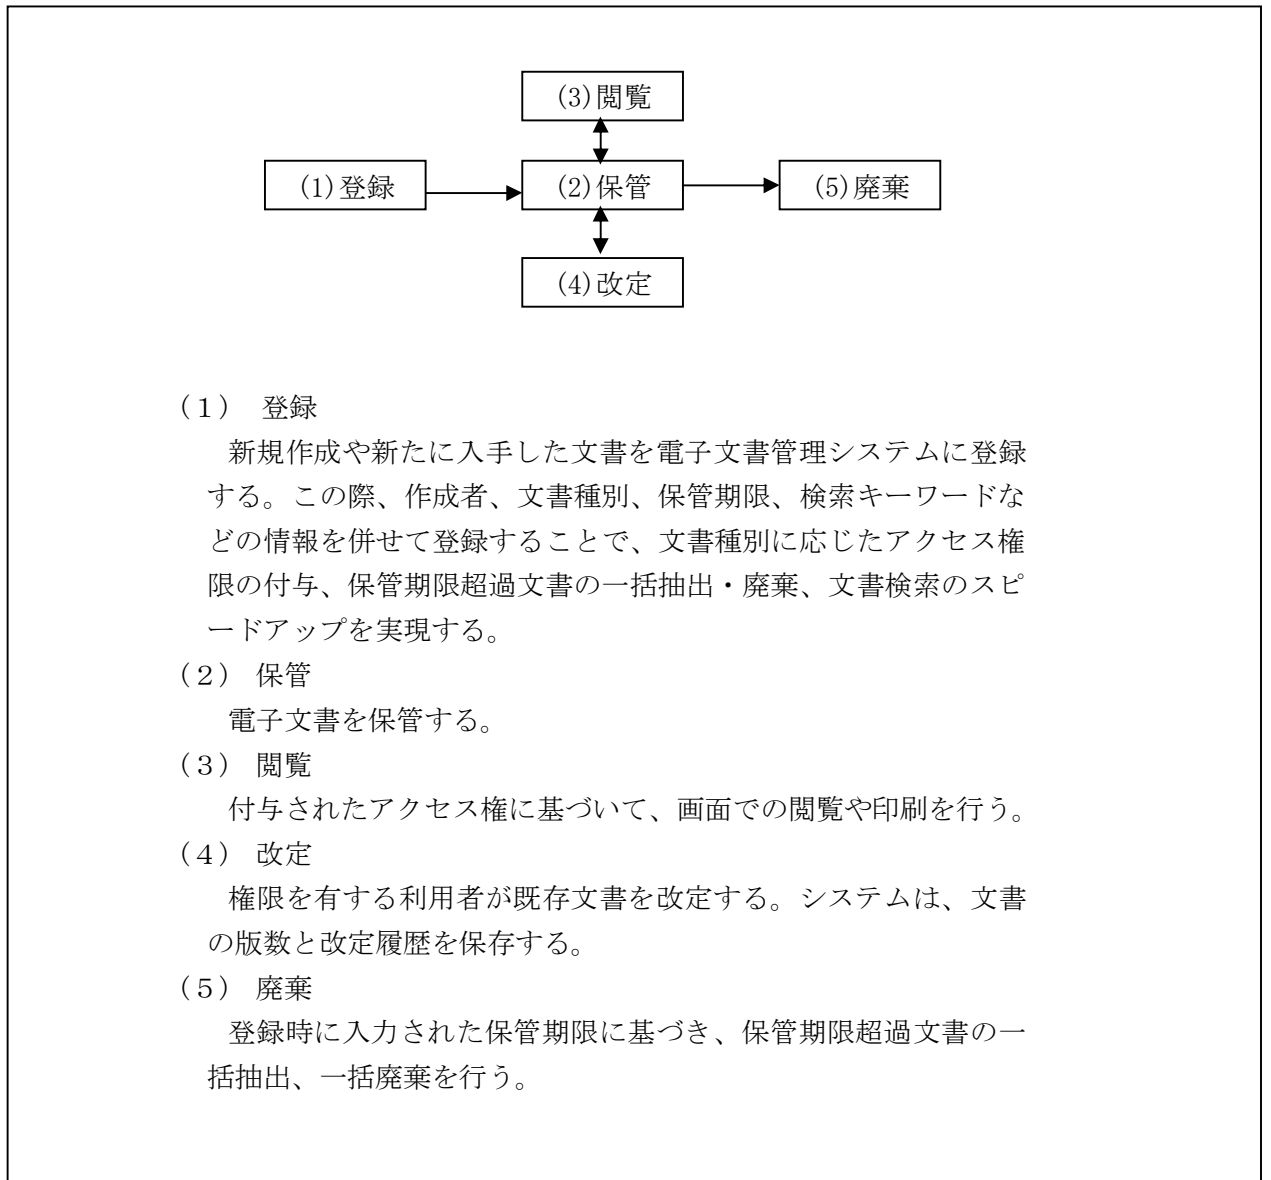 (3)閲覧
(1)登録
(2)保管
(5)廃棄
(4)改定
（１） 登録
新規作成や新たに入手した文書を電子文書管理システムに登録
する。この際、作成者、文書種別、保管期限、検索キーワードな
どの情報を併せて登録することで、文書種別に応じたアクセス権
限の付与、保管期限超過文書の一括抽出・廃棄、文書検索のスピ
ードアップを実現する。
（２） 保管
電子文書を保管する。
（３） 閲覧
付与されたアクセス権に基づいて、画面での閲覧や印刷を行う。
（４） 改定
権限を有する利用者が既存文書を改定する。システムは、文書
の版数と改定履歴を保存する。
（５） 廃棄
登録時に入力された保管期限に基づき、保管期限超過文書の一
括抽出、一括廃棄を行う。